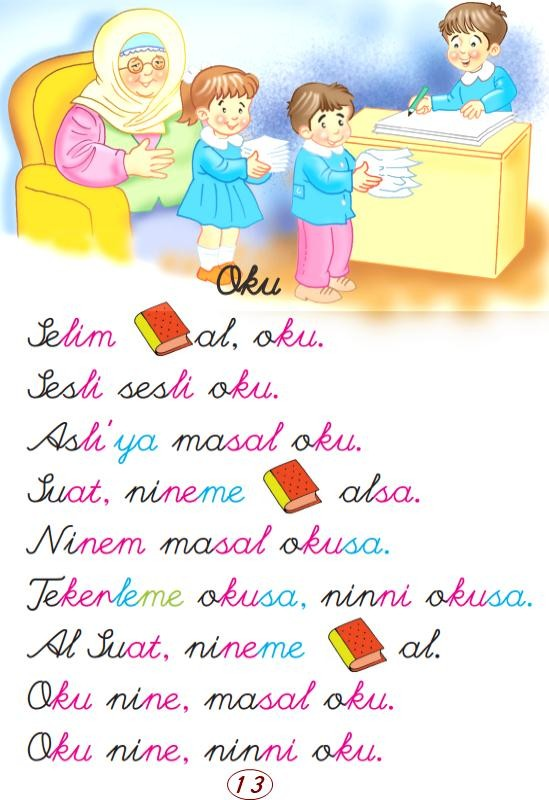 Oku
Selim al, oku.
Sesli sesli oku.
Aslı'ya masal oku.
Suat, nineme alsa.
Ninem masal okusa.
Tekerleme okusa, ninni okusa.
Al Suat, nineme al.
Oku nine, masal oku.
Oku nine, ninni oku.
13